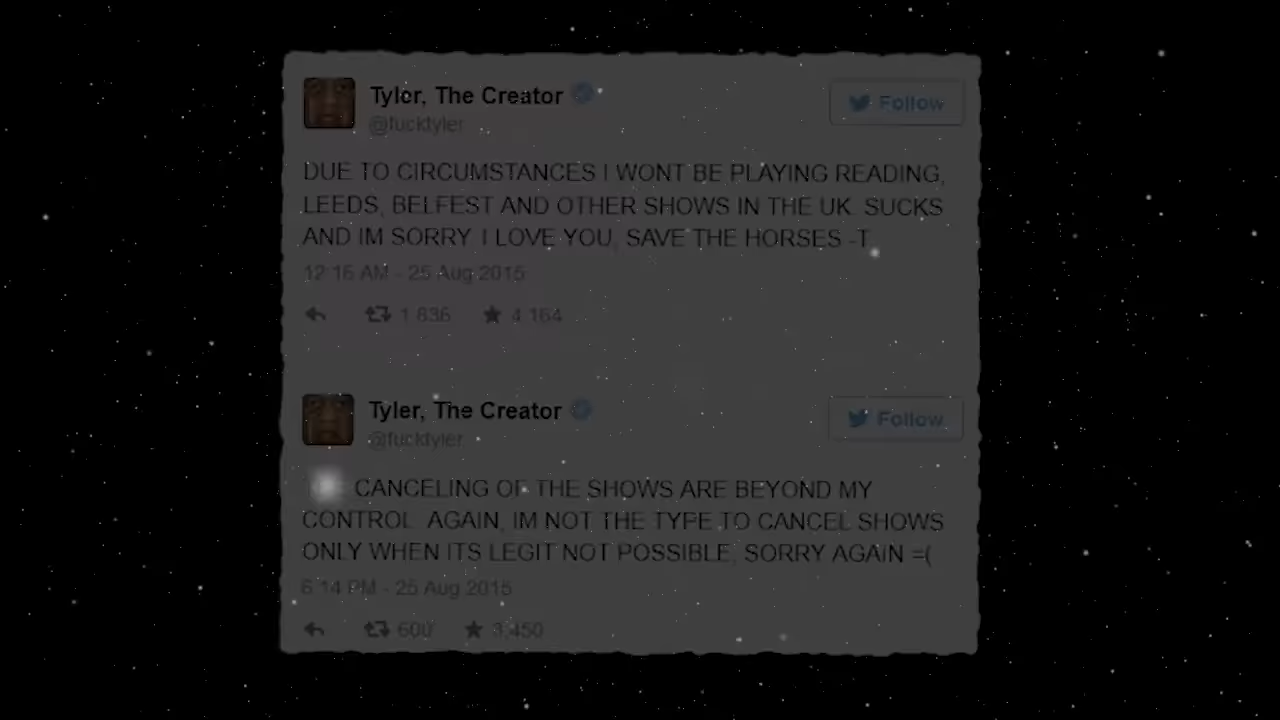 Tyler, The Creator
@fucktyler
Follow
DUE TO CIRCUMSTANCES I WONT BE PLAYING READING,
LEEDS, BELFEST AND OTHER SHOWS IN THE UK. SUCKS
AND IM SORRY. I LOVE YOU, SAVE THE HORSES -T
12:16 AM - 25 Aug 2015
1,836 4,164
Tyler, The Creator
@fucktyler
Follow
CANCELING OF THE SHOWS ARE BEYOND MY
CONTROL. AGAIN, IM NOT THE TYPE TO CANCEL SHOWS
ONLY WHEN ITS LEGIT NOT POSSIBLE, SORRY AGAIN =(
6:14 PM - 25 Aug 2015
600 3,450